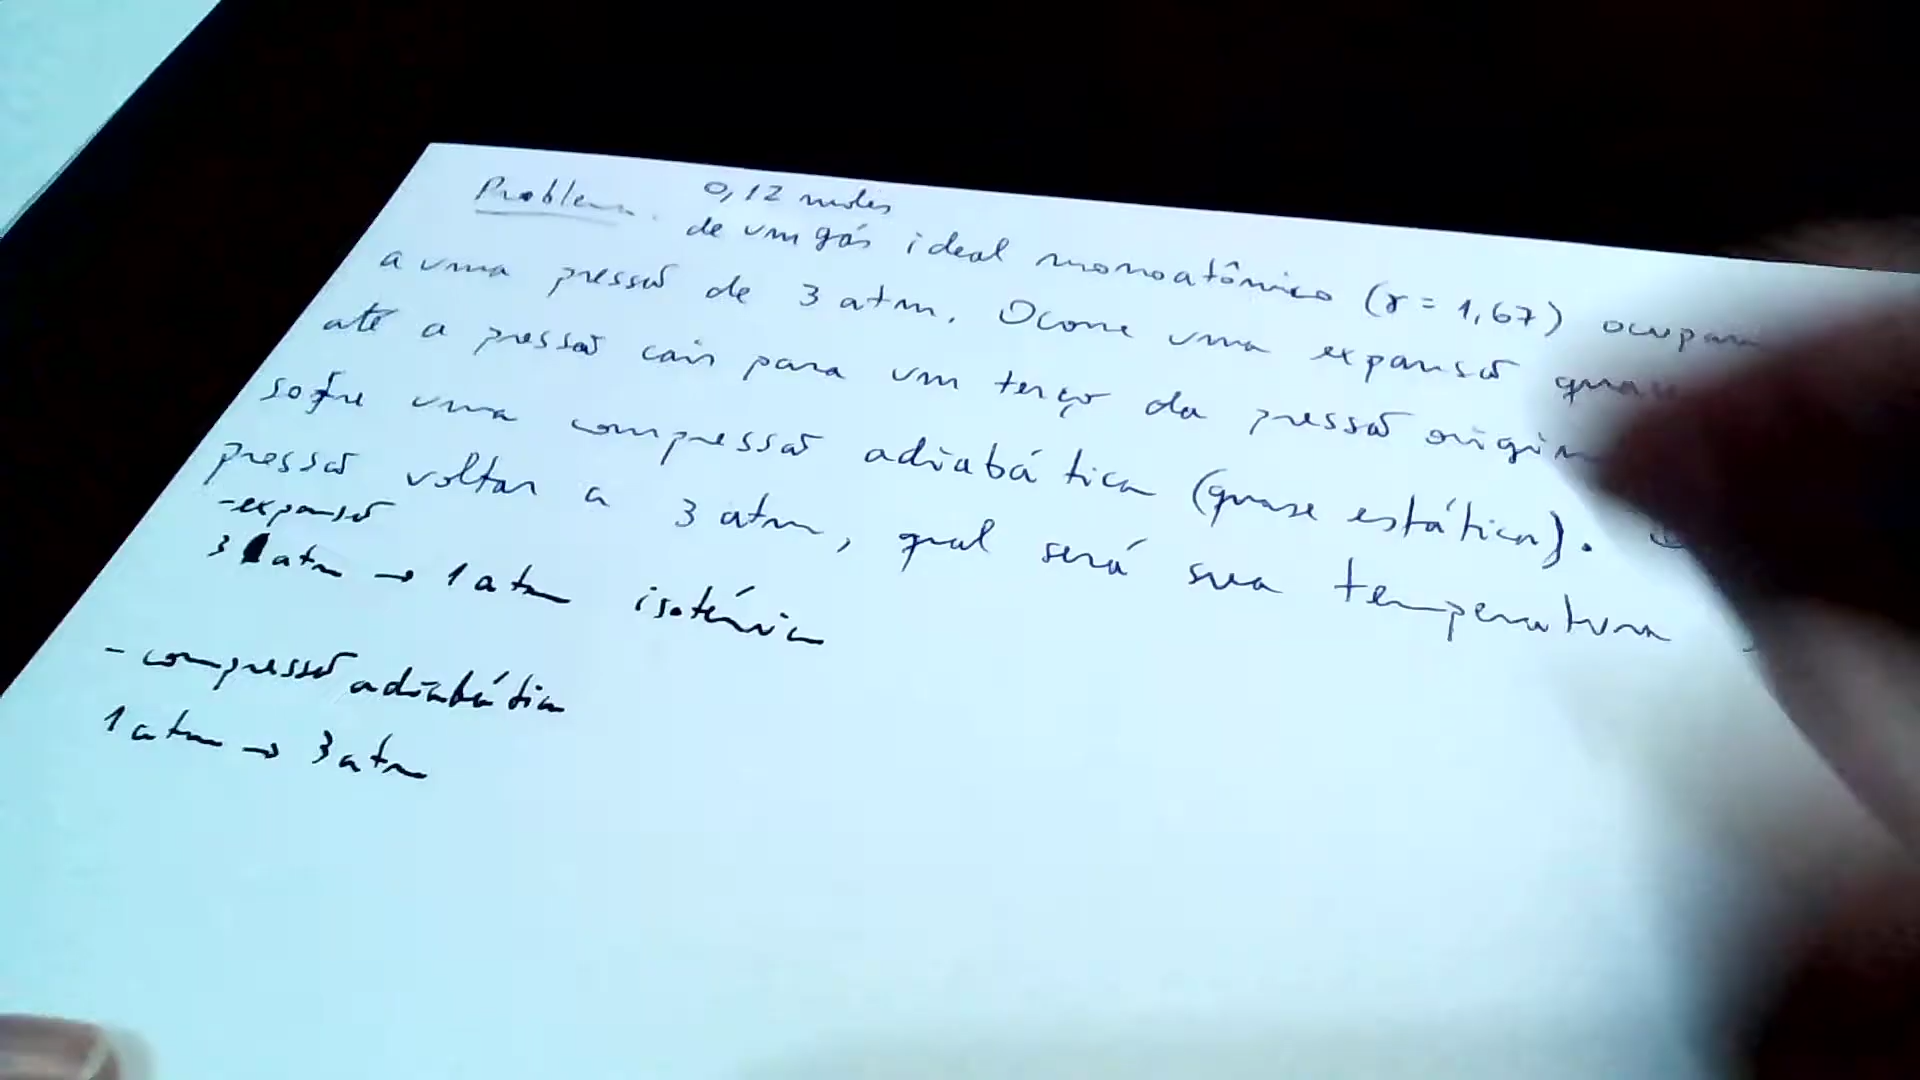 Problema. 0,12 moles
de um gás ideal monoatômico (γ = 1,67) ocupam
a uma pressão de 3 atm. Ocorre uma expansão
até a pressão cair para um terço da pressão
sofre uma compressão adiabática (quase estática).
pressão voltar a 3 atm, qual será sua temperatura
- expansão
3 atm → 1 atm isotérmica
- compressão adiabática
1 atm → 3 atm